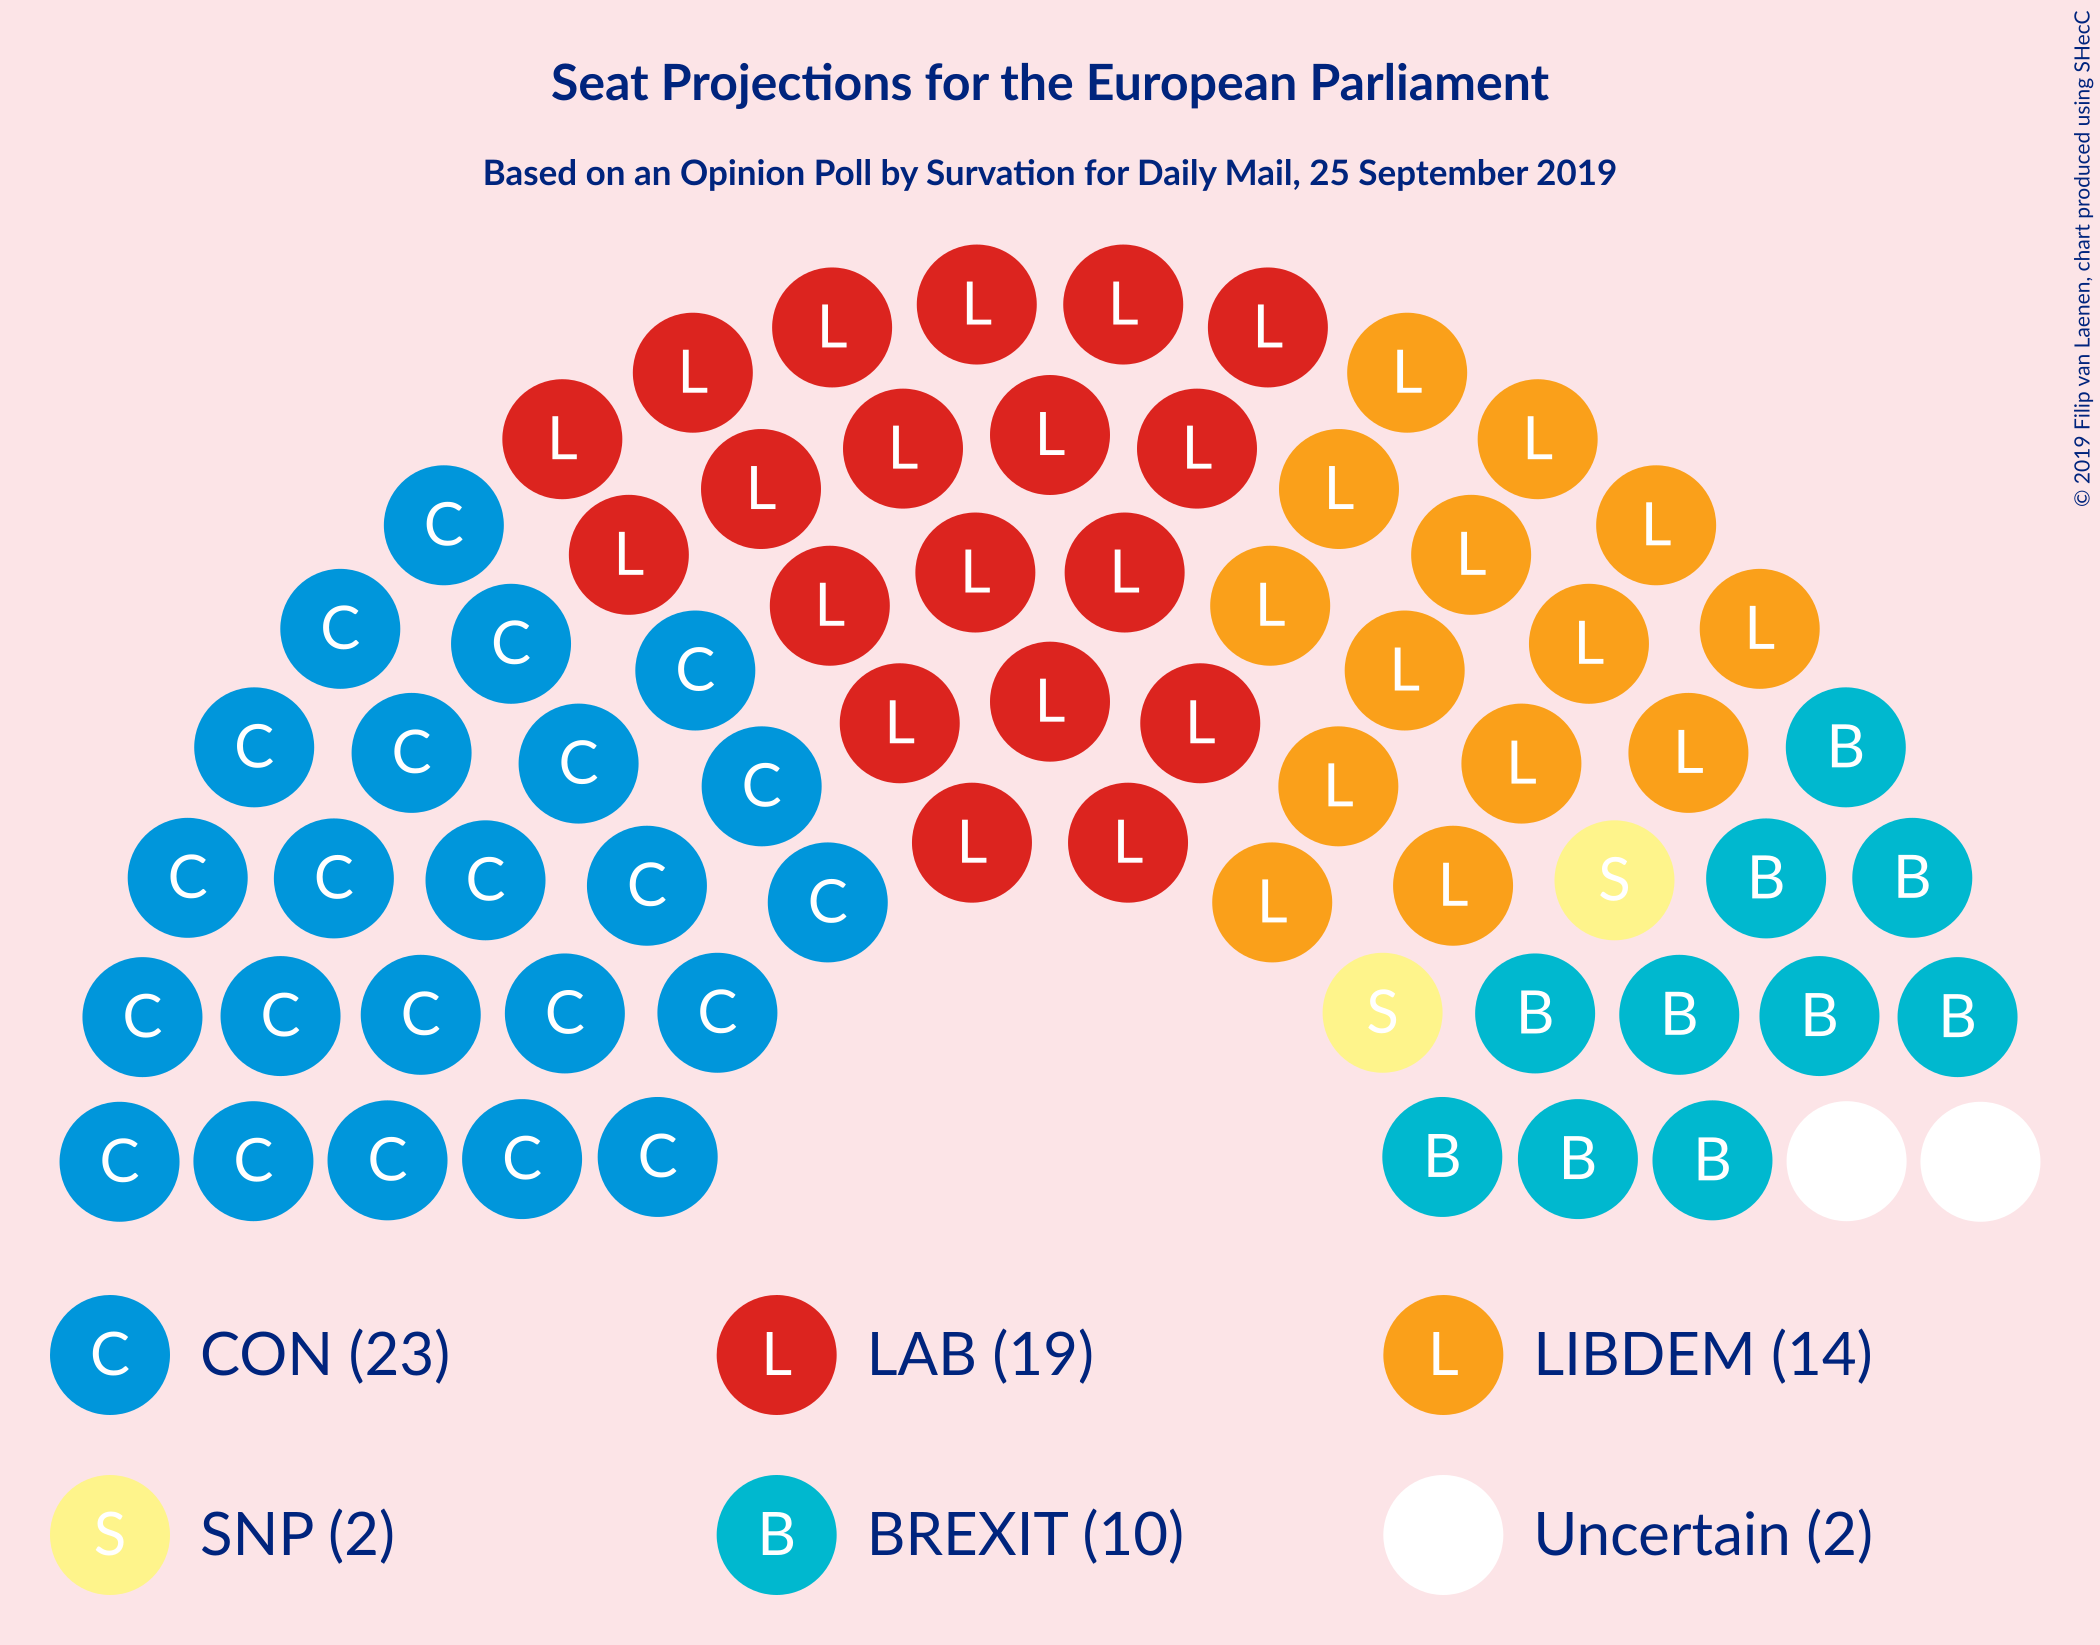 Seat Projections for the European Parliament
Based on an Opinion Poll by Survation for Daily Mail, 25 September 2019
© 2019 Filip van Laenen, chart produced using SHecC
L L L L L L
L L L L L L
C L L L L L
C C L L L L L L L
C C C L L L L L
C C C L L L B
C C C C C L L S B B
C C C C C S B B B B
C C C C C B B B
C CON (23) L LAB (19) L LIBDEM (14)
S SNP (2) B BREXIT (10) Uncertain (2)